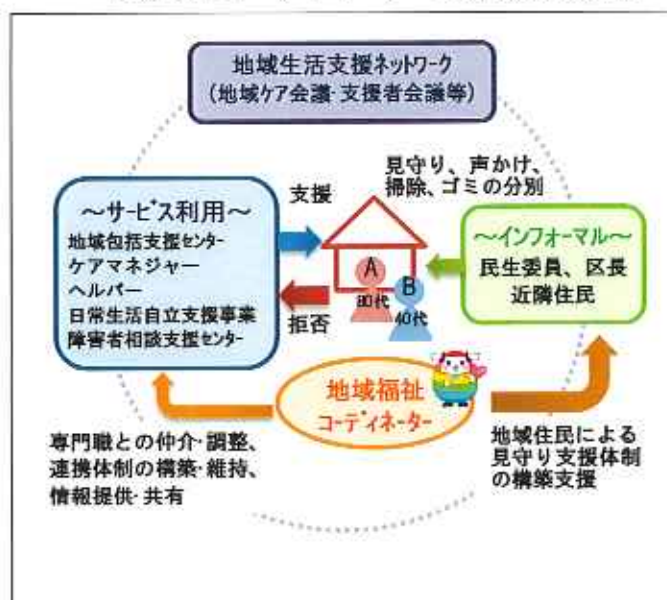 地域生活支援ネットワーク
(地域ケア会議・支援者会議等)
見守り、声かけ、
掃除、ゴミの分別
支援
～サービス利用～
地域包括支援センター
ケアマネジャー
ヘルパー
日常生活自立支援事業
障害者相談支援センター
A
80代
B
40代
拒否
～インフォーマル～
民生委員、区長
近隣住民
地域福祉
コーディネーター
専門職との仲介・調整、
連携体制の構築・維持、
情報提供・共有
地域住民による
見守り支援体制
の構築支援